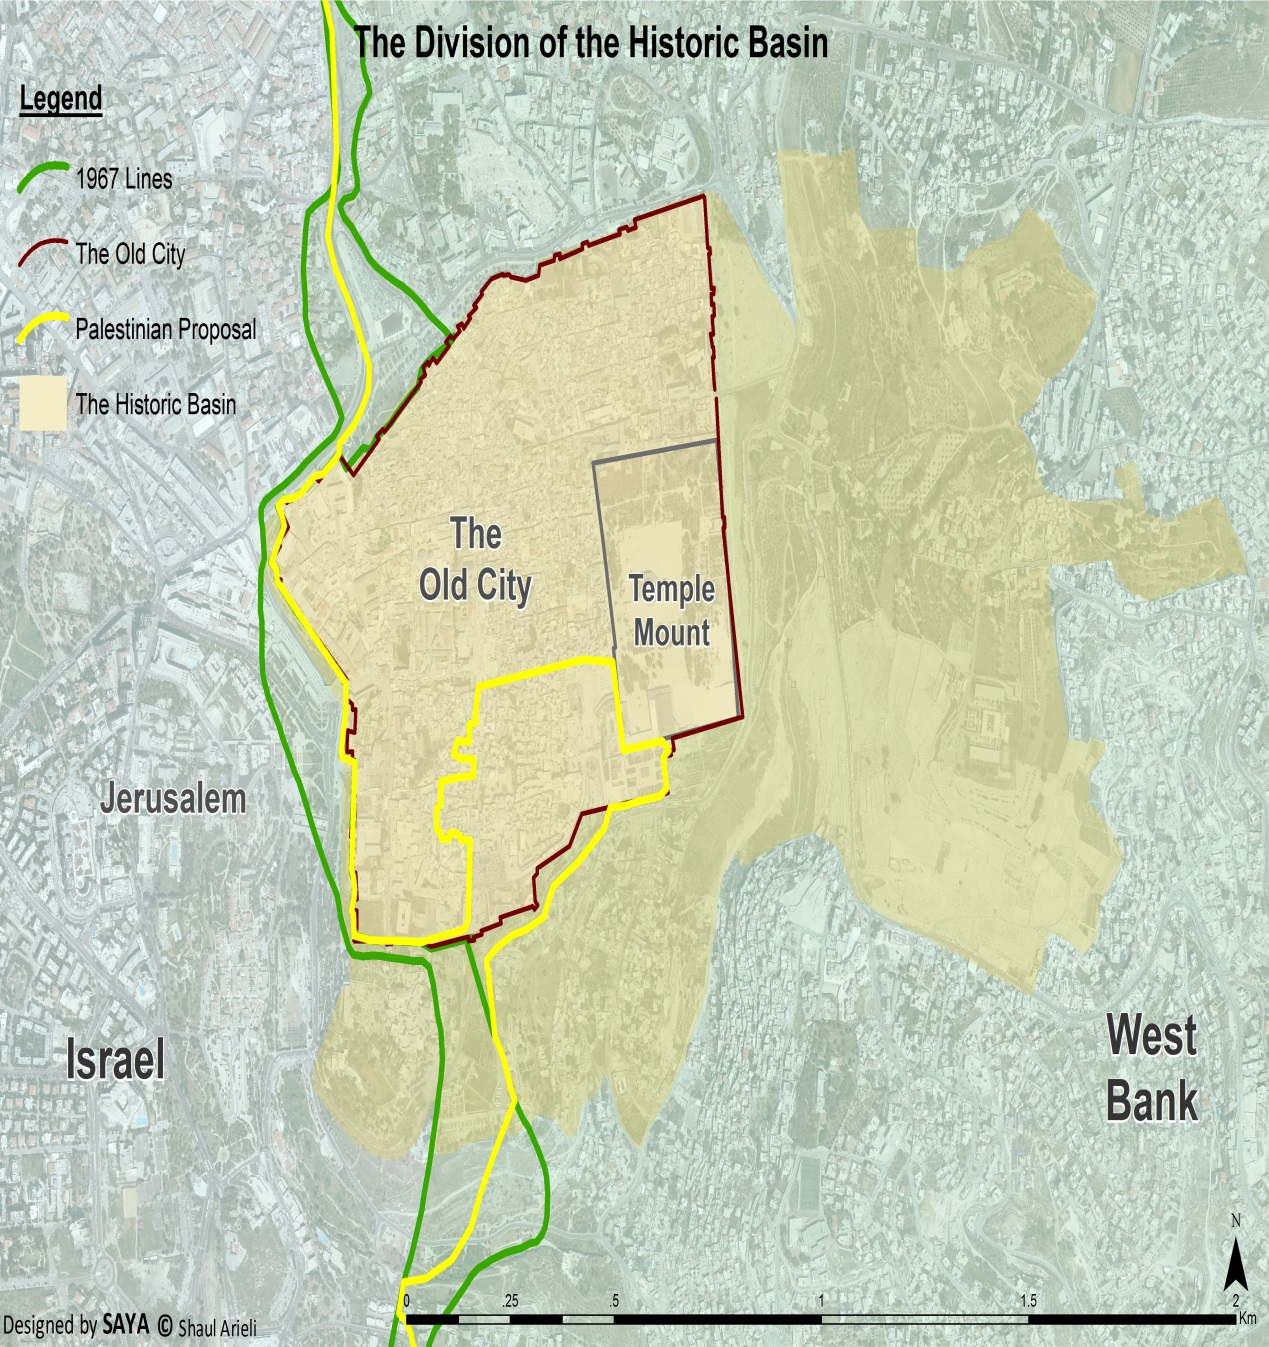 The Division of the Historic Basin
Legend
1967 Lines
The Old City
Palestinian Proposal
The Historic Basin
The
Old City
Temple
Mount
Jerusalem
Israel
West
Bank
N
0 .25 .5 1 1.5 2
Km
Designed by SAYA © Shaul Arieli